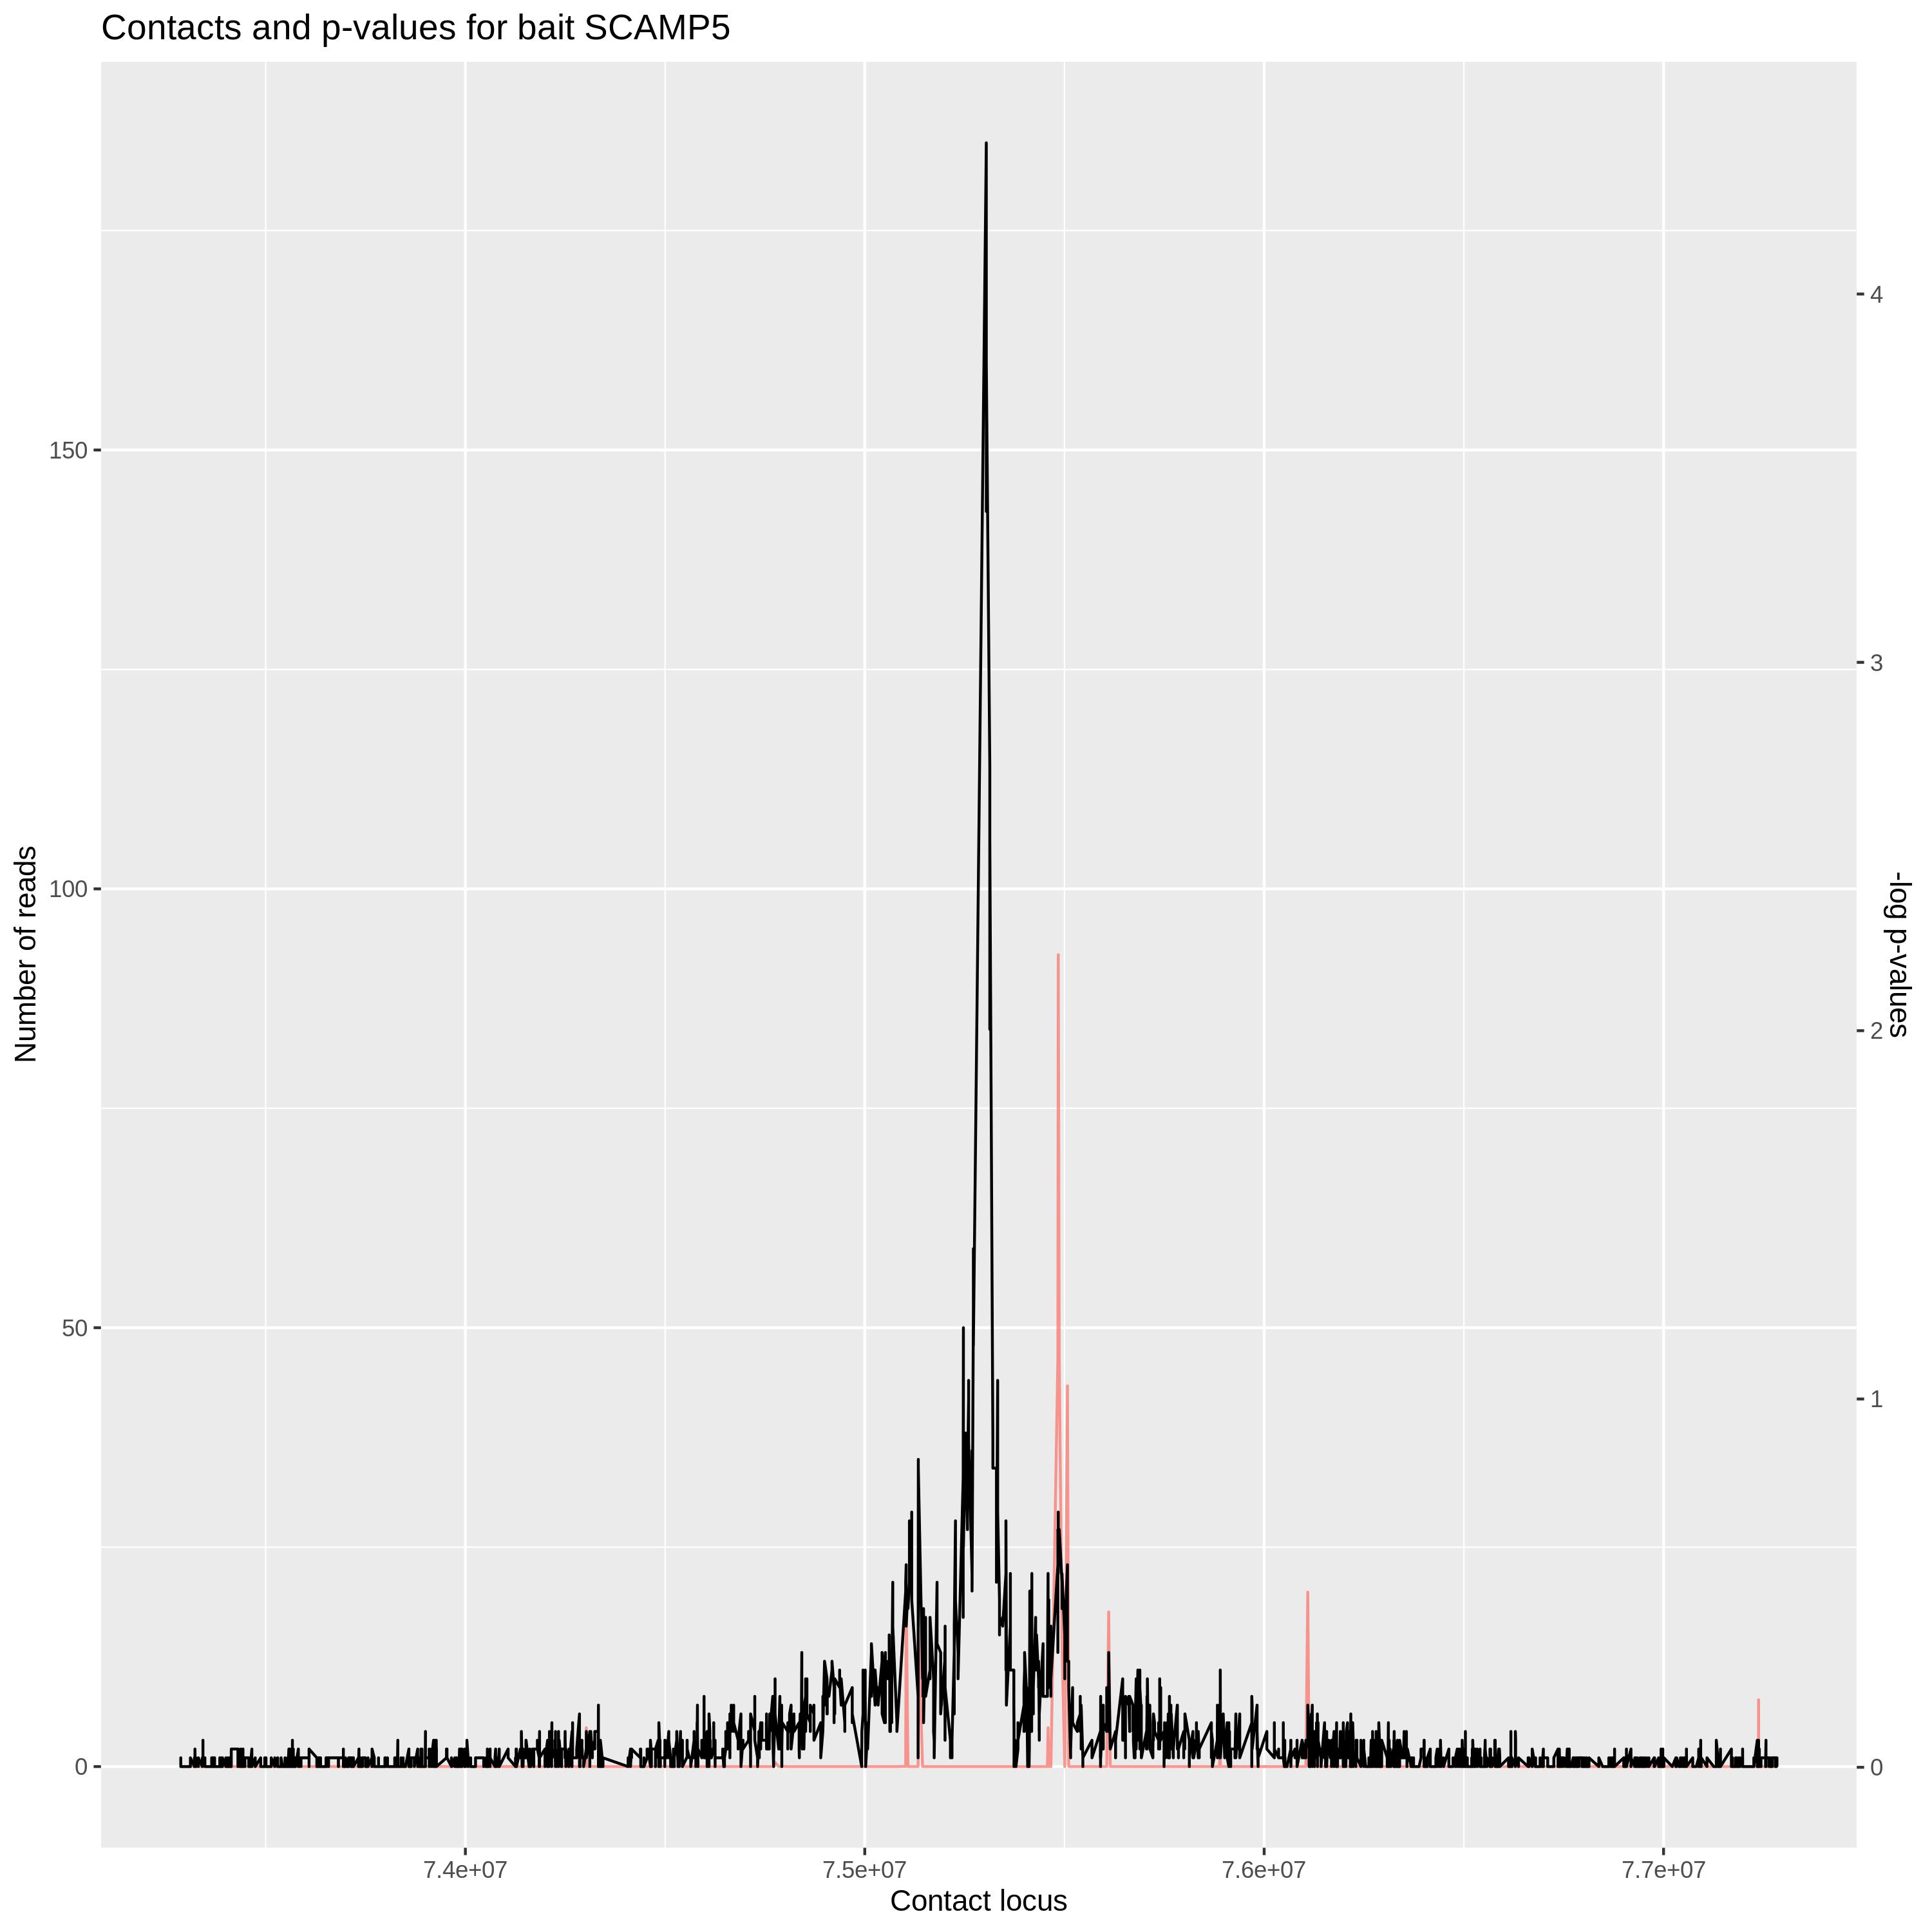 Contacts and p-values for bait SCAMP5
Number of reads
150
100
50
0
-log p-values
4
3
2
1
0
7.4e+07 7.5e+07 7.6e+07 7.7e+07
Contact locus